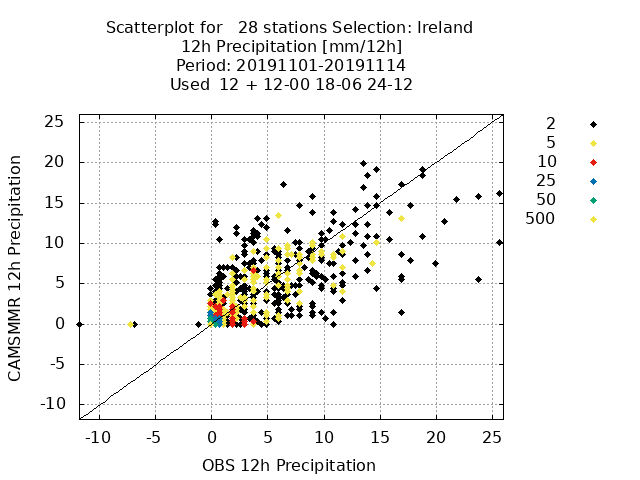 Scatterplot for 28 stations Selection: Ireland
12h Precipitation [mm/12h]
Period: 20191101-20191114
Used 12 + 12-00 18-06 24-12
25
20
15
10
5
0
-5
-10
CAMSMMR 12h Precipitation
-10 -5 0 5 10 15 20 25
OBS 12h Precipitation
2
5
10
25
50
500